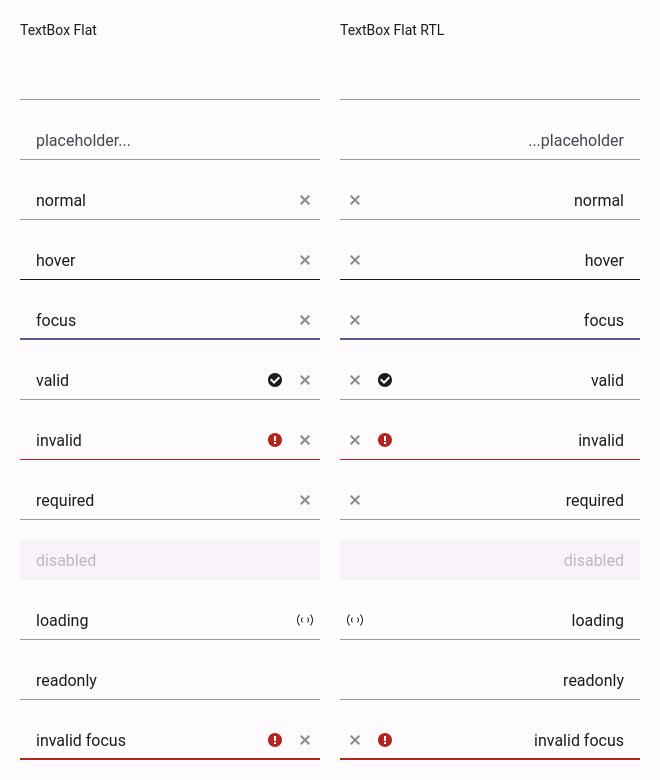 TextBox Flat
TextBox Flat RTL
placeholder...
...placeholder
normal
normal
hover
hover
focus
focus
valid
valid
invalid
invalid
required
required
disabled
disabled
loading
loading
readonly
readonly
invalid focus
invalid focus